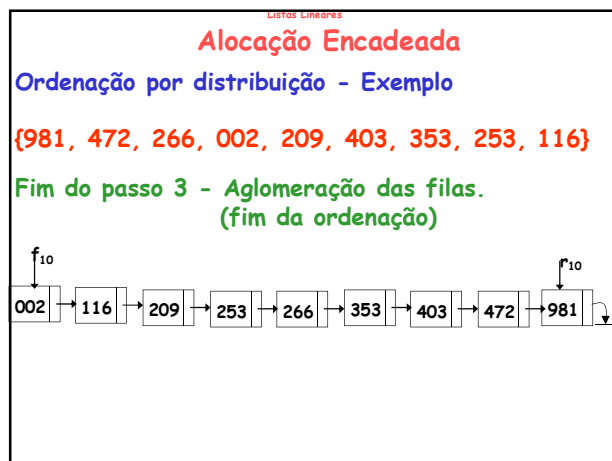 Listas Lineares
Alocação Encadeada
Ordenação por distribuição - Exemplo
{981, 472, 266, 002, 209, 403, 353, 253, 116}
Fim do passo 3 - Aglomeração das filas.
(fim da ordenação)
f10 r10
002 116 209 253 266 353 403 472 981